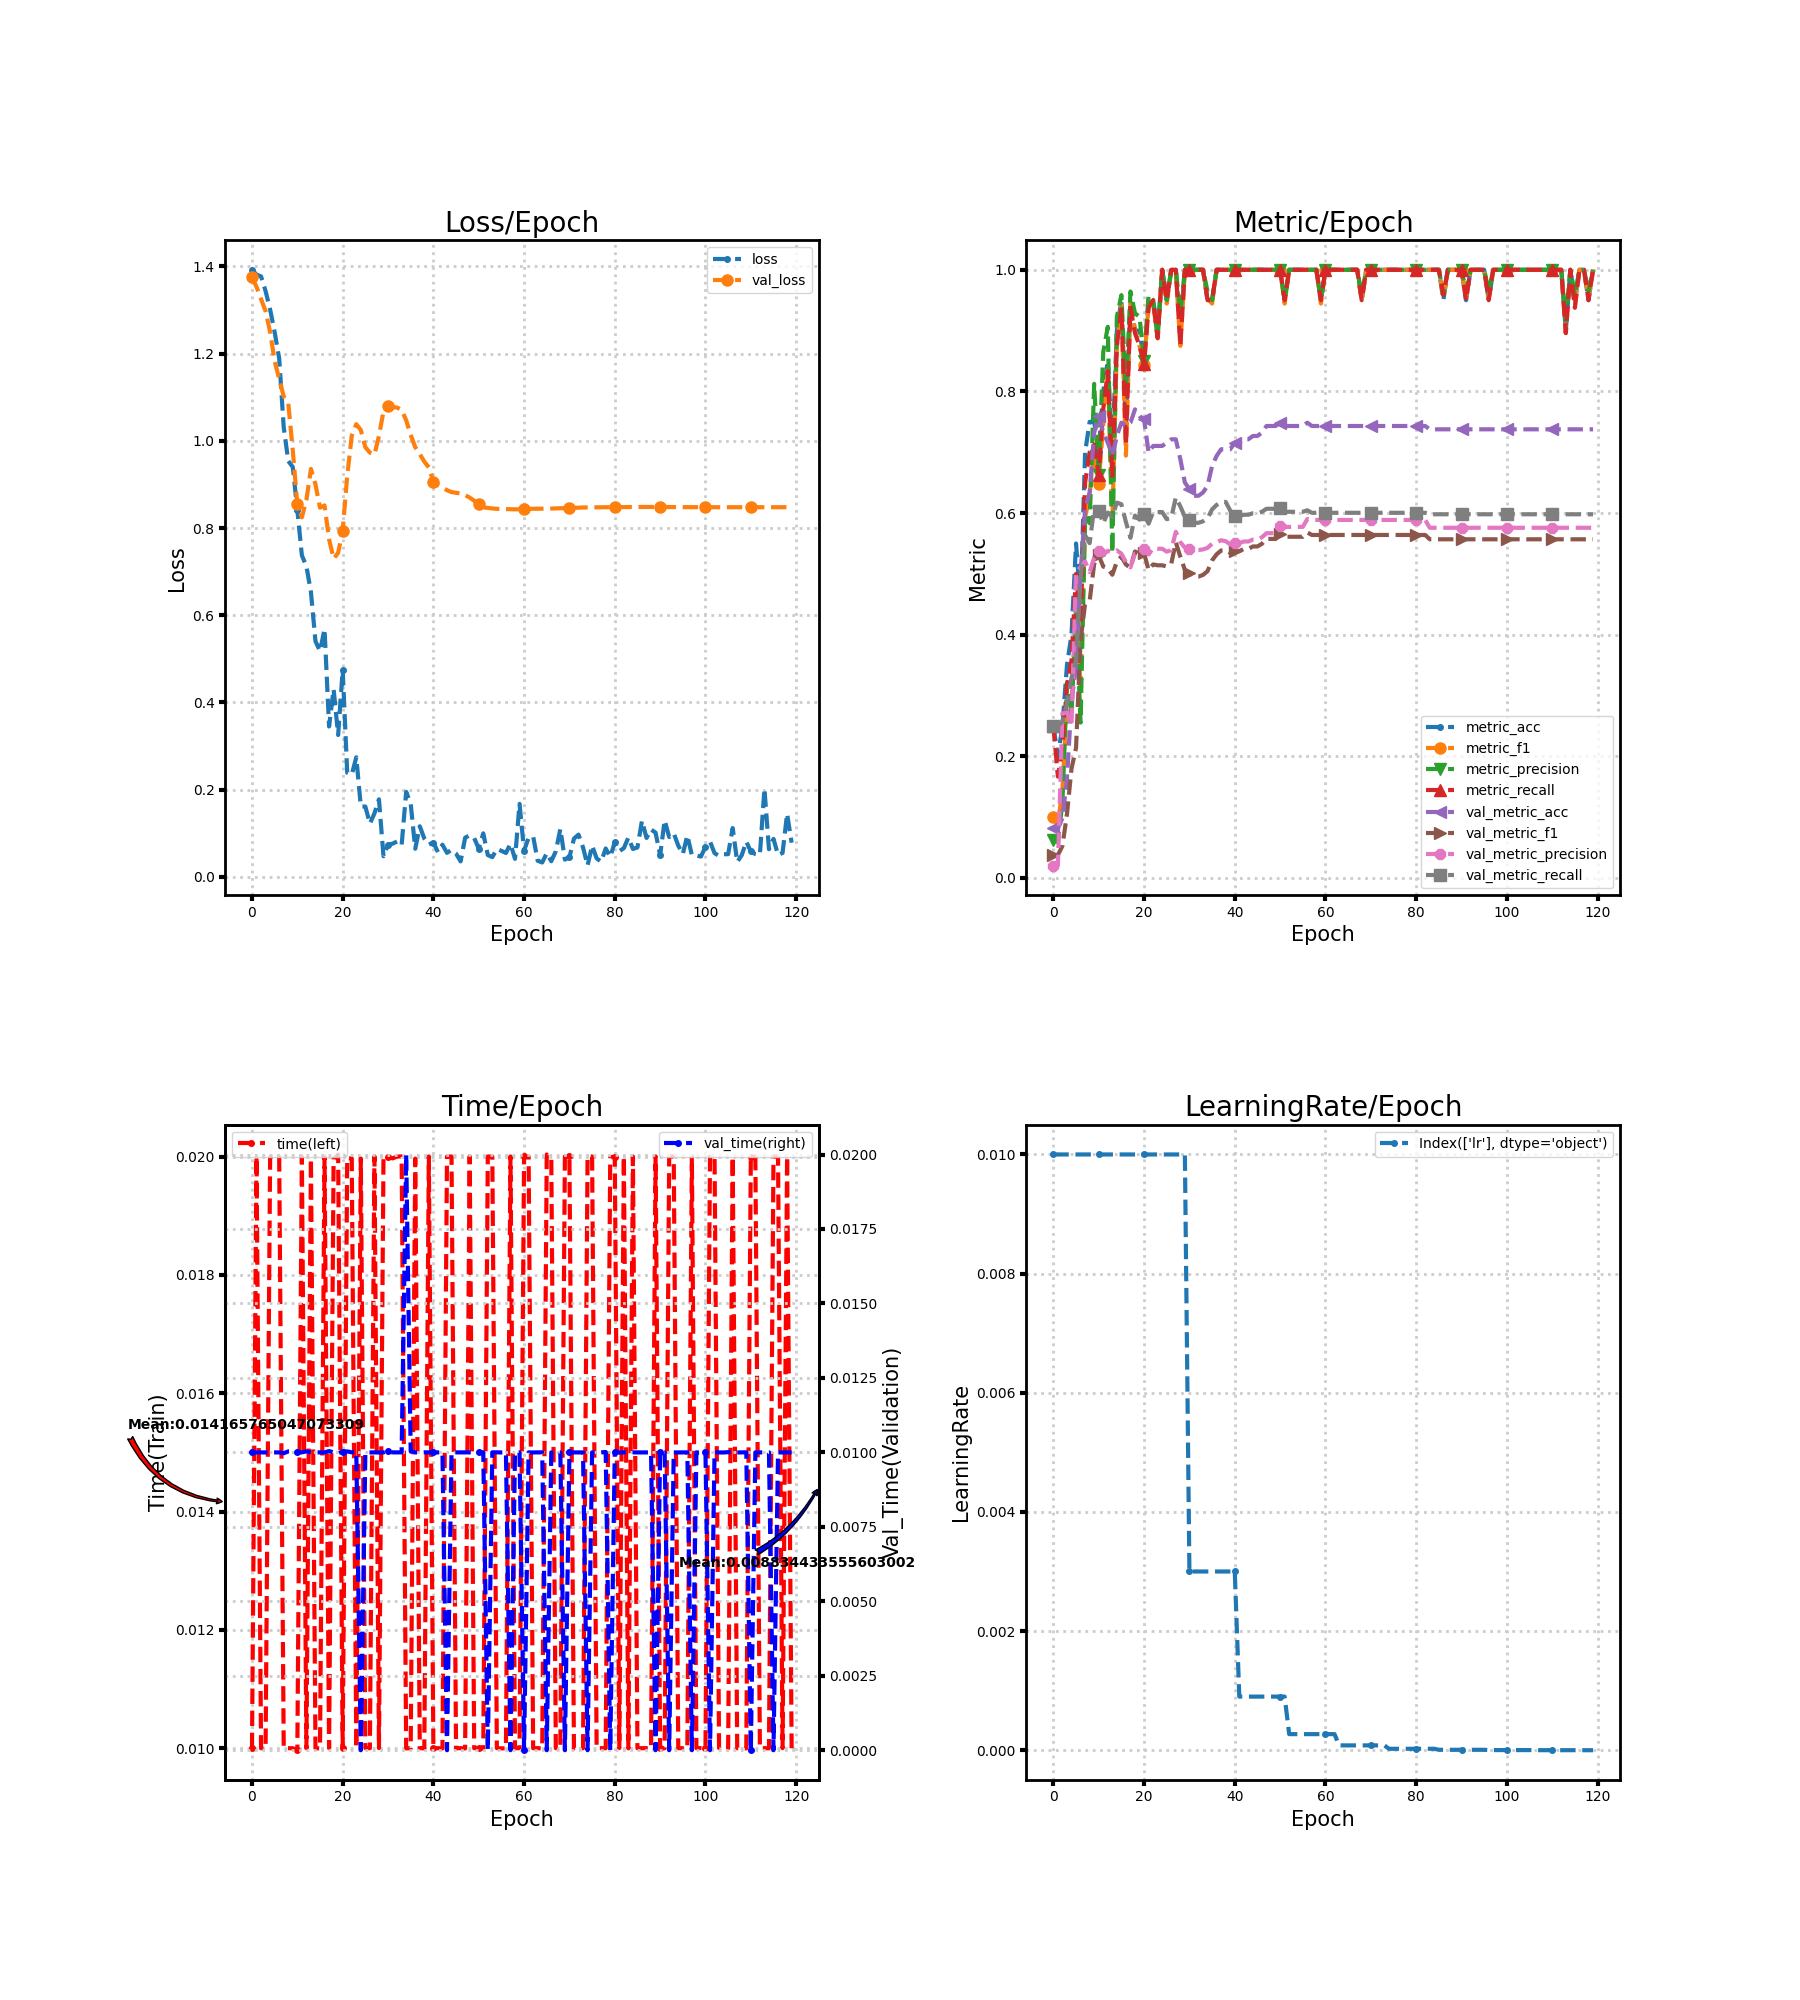 Loss/Epoch
loss
val_loss
1.4
1.2
1.0
0.8
0.6
0.4
0.2
0.0
Loss
0
20
40
60
80
100
120
Epoch
Metric/Epoch
1.0
0.8
0.6
0.4
0.2
0.0
Metric
metric_acc
metric_f1
metric_precision
metric_recall
val_metric_acc
val_metric_f1
val_metric_precision
val_metric_recall
0
20
40
60
80
100
120
Epoch
Time/Epoch
time(left)
val_time(right)
0.020
0.018
0.016
0.014
0.012
0.010
Time(Train)
Mean:0.014165765047073309
0.0200
0.0175
0.0150
0.0125
0.0100
0.0075
0.0050
0.0025
0.0000
Val_Time(Validation)
Mean:0.008834433555603002
0
20
40
60
80
100
120
Epoch
LearningRate/Epoch
Index(['lr'], dtype='object')
0.010
0.008
0.006
0.004
0.002
0.000
LearningRate
0
20
40
60
80
100
120
Epoch